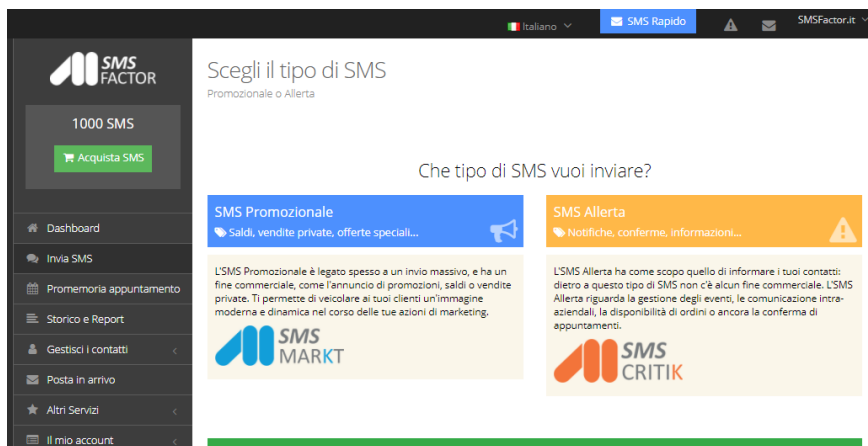 Italiano
SMS Rapido
SMSFactor.it
SMS
FACTOR
1000 SMS
Acquista SMS
Dashboard
Invia SMS
Promemoria appuntamento
Storico e Report
Gestisci i contatti
Posta in arrivo
Altri Servizi
Il mio account
Scegli il tipo di SMS
Promozionale o Allerta
Che tipo di SMS vuoi inviare?
SMS Promozionale
Saldi, vendite private, offerte speciali...
L'SMS Promozionale è legato spesso a un invio massivo, e ha un
fine commerciale, come l'annuncio di promozioni, saldi o vendite
private. Ti permette di veicolare ai tuoi clienti un'immagine
moderna e dinamica nel corso delle tue azioni di marketing.
SMS
MARKT
SMS Allerta
Notifiche, conferme, informazioni...
L'SMS Allerta ha come scopo quello di informare i tuoi contatti:
dietro a questo tipo di SMS non c'è alcun fine commerciale. L'SMS
Allerta riguarda la gestione degli eventi, le comunicazione intra-
aziendali, la disponibilità di ordini o ancora la conferma di
appuntamenti.
SMS
CRITIK